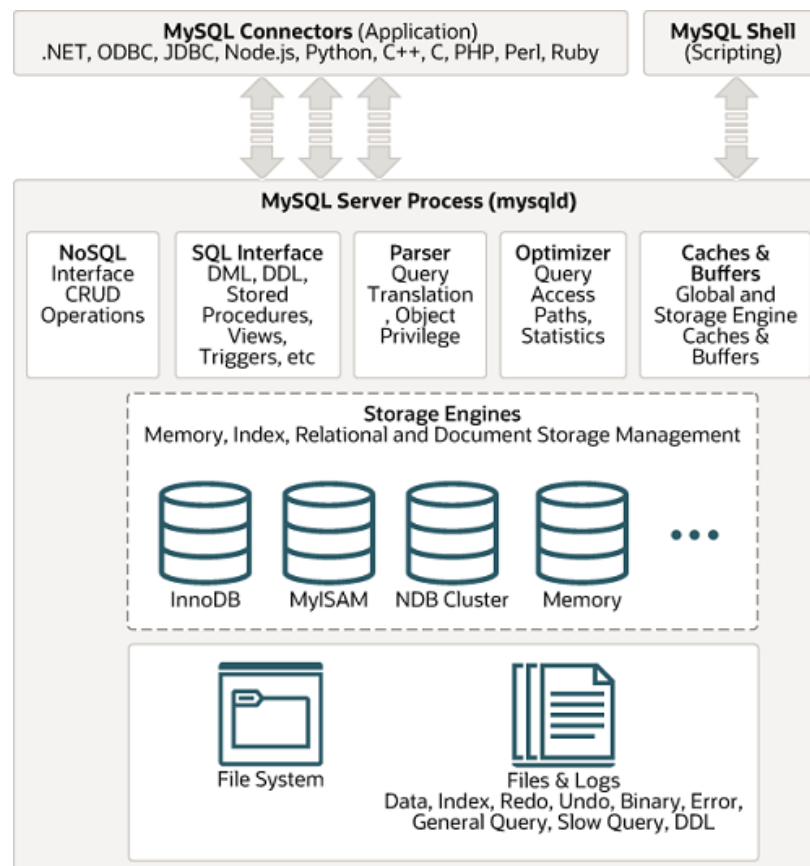 MySQL Connectors (Application)
.NET, ODBC, JDBC, Node.js, Python, C++, C, PHP, Perl, Ruby
MySQL Shell
(Scripting)
MySQL Server Process (mysqld)
NoSQL
Interface
CRUD
Operations
SQL Interface
DML, DDL,
Stored
Procedures,
Views,
Triggers, etc
Parser
Query
Translation
, Object
Privilege
Optimizer
Query
Access
Paths,
Statistics
Caches &
Buffers
Global and
Storage Engine
Caches &
Buffers
Storage Engines
Memory, Index, Relational and Document Storage Management
InnoDB
MyISAM
NDB Cluster
Memory
File System
Files & Logs
Data, Index, Redo, Undo, Binary, Error,
General Query, Slow Query, DDL